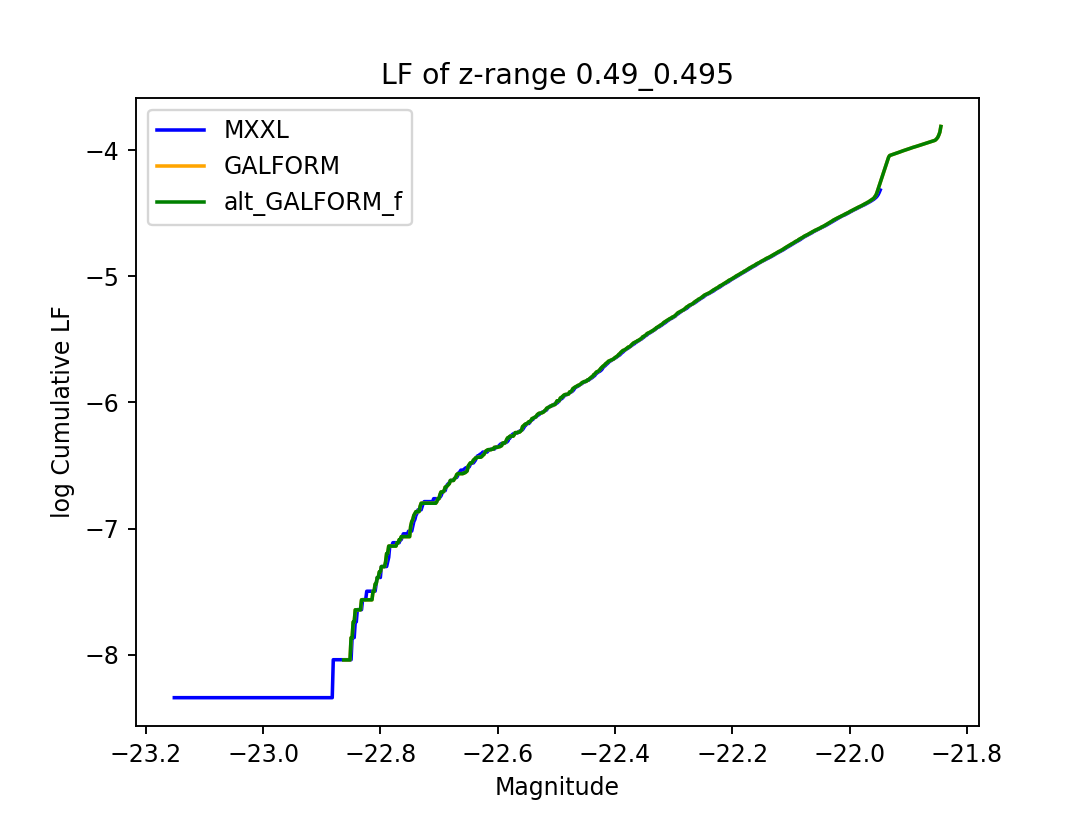 LF of z-range 0.49_0.495
MXXL
GALFORM
alt_GALFORM_f
log Cumulative LF
−4
−5
−6
−7
−8
−23.2 −23.0 −22.8 −22.6 −22.4 −22.2 −22.0 −21.8
Magnitude